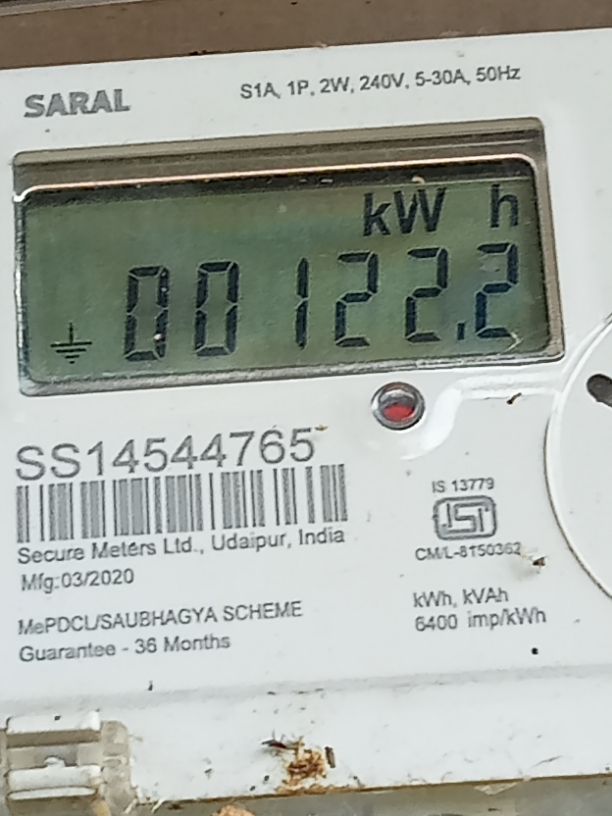 SARAL
S1A, 1P, 2W, 240V, 5-30A, 50Hz
kW h
00122.2
SS14544765
Secure Meters Ltd., Udaipur, India
Mfg:03/2020
MePDCL/SAUBHAGYA SCHEME
Guarantee - 36 Months
IS 13779
ISI
CM/L-8150362
kWh, kVAh
6400 imp/kWh